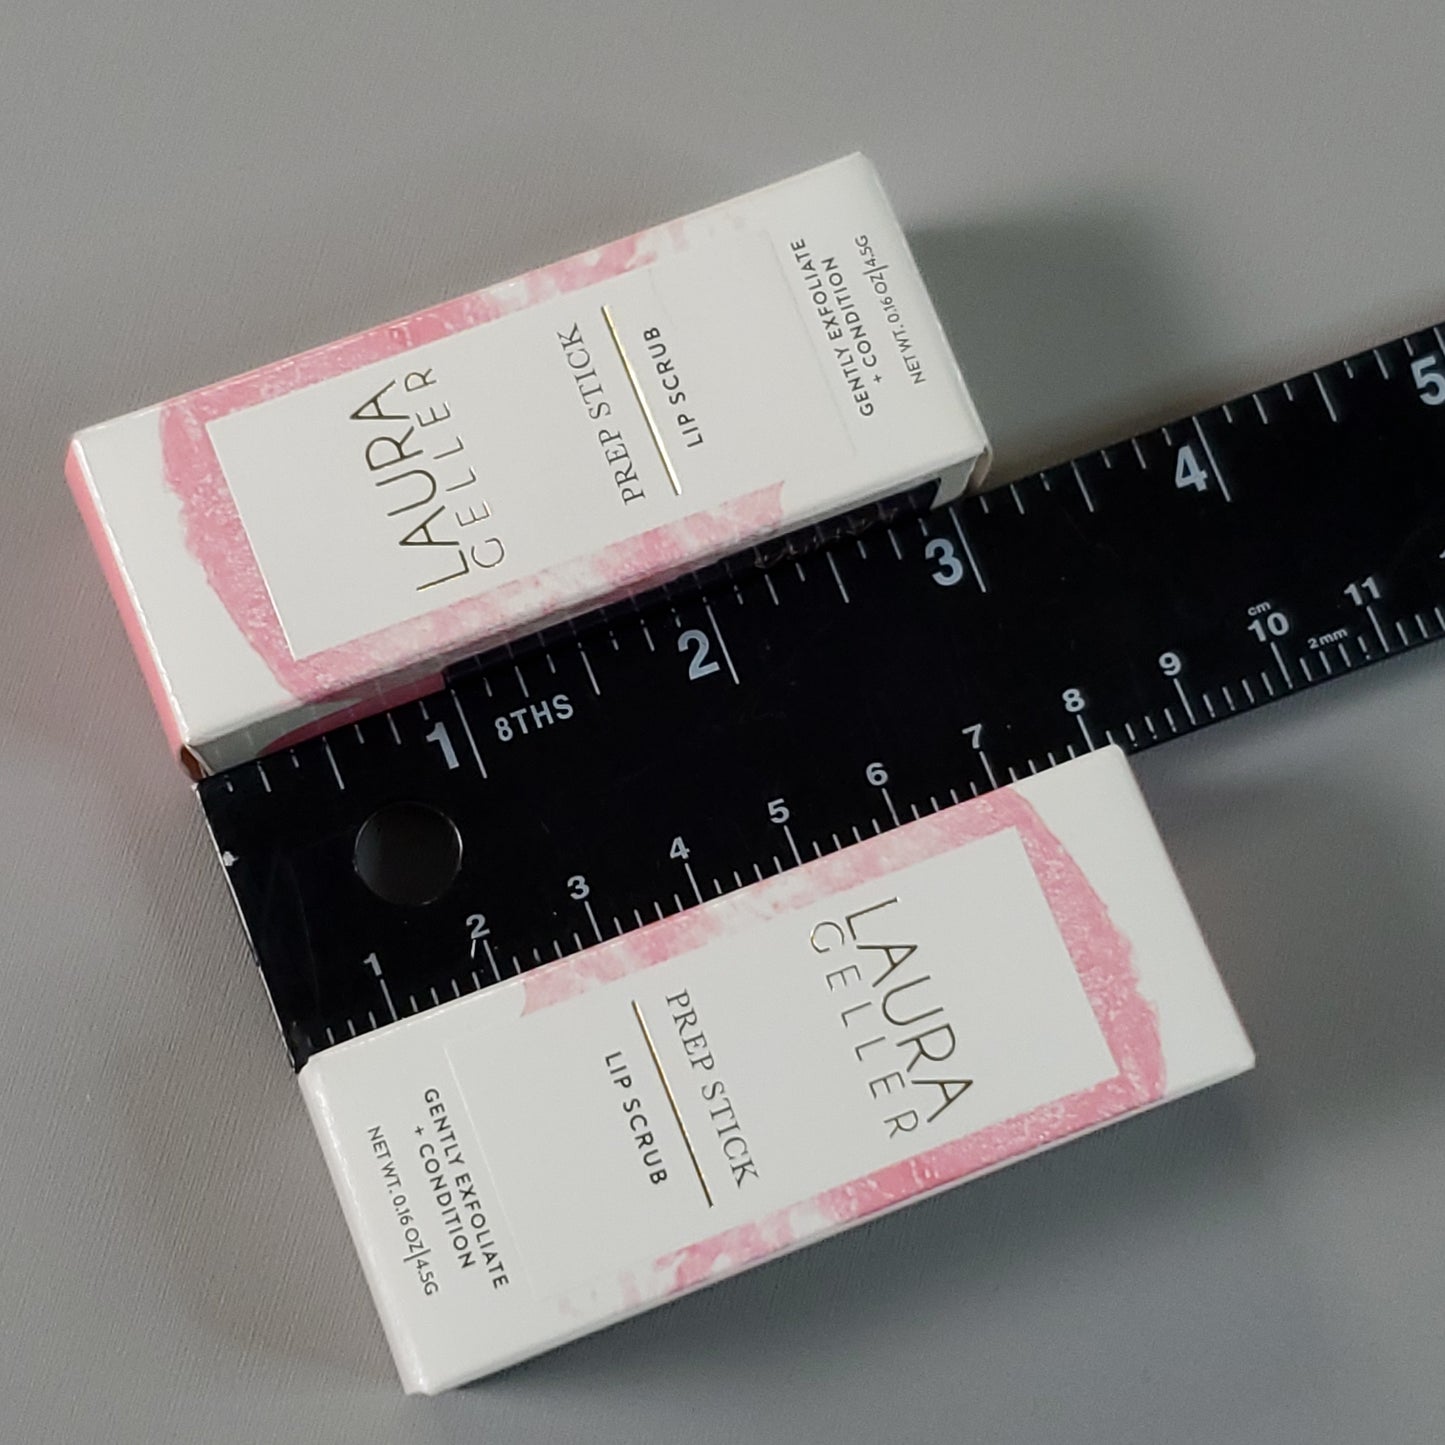 LAURA
GELLER
PREP STICK
LIP SCRUB
GENTLY EXFOLIATE
+ CONDITION
NET WT. 0.16 OZ|4.5G
1 2 3 4 5
8THS
1 2 3 4 5 6 7 8 9 10 11
cm
2mm
LAURA
GELLER
PREP STICK
LIP SCRUB
GENTLY EXFOLIATE
+ CONDITION
NET WT. 0.16 OZ|4.5G